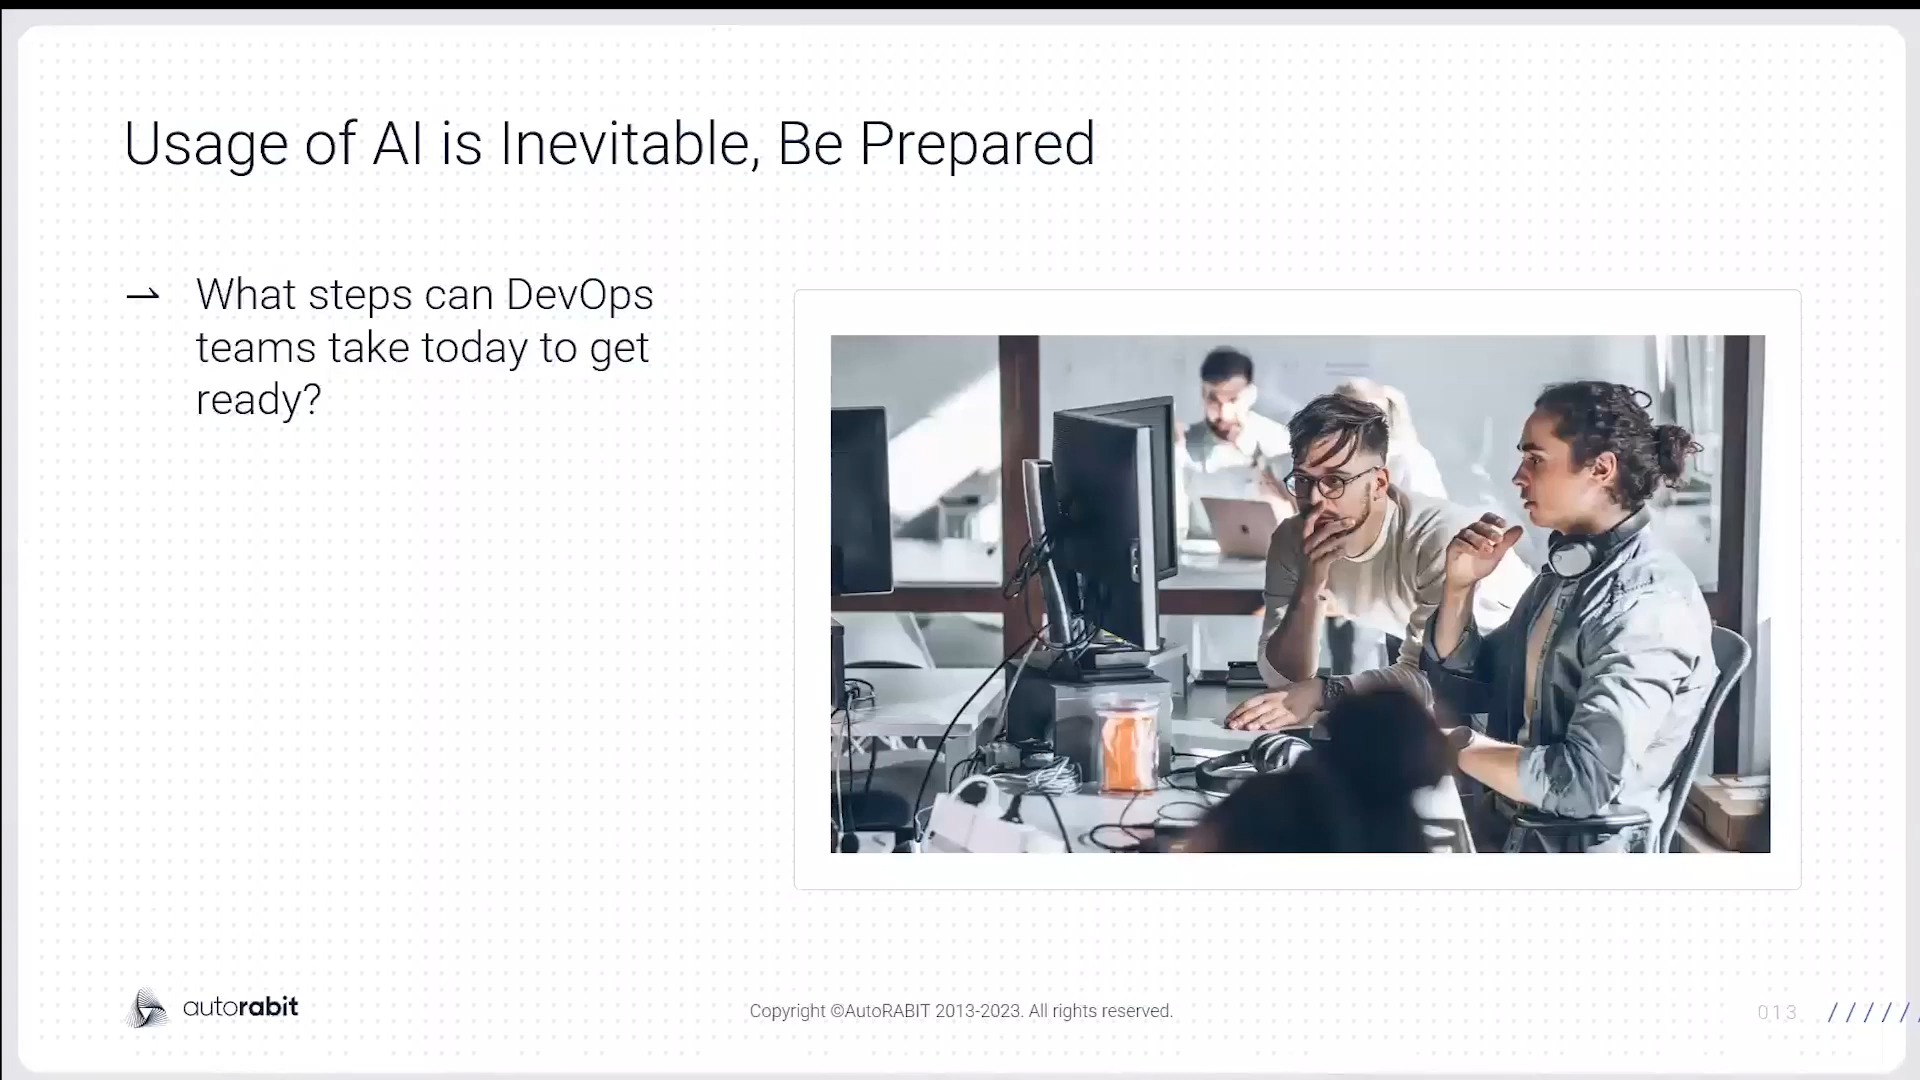 Usage of AI is Inevitable, Be Prepared
What steps can DevOps
teams take today to get
ready?
autorabit
Copyright ©AutoRABIT 2013-2023. All rights reserved.
013
//////